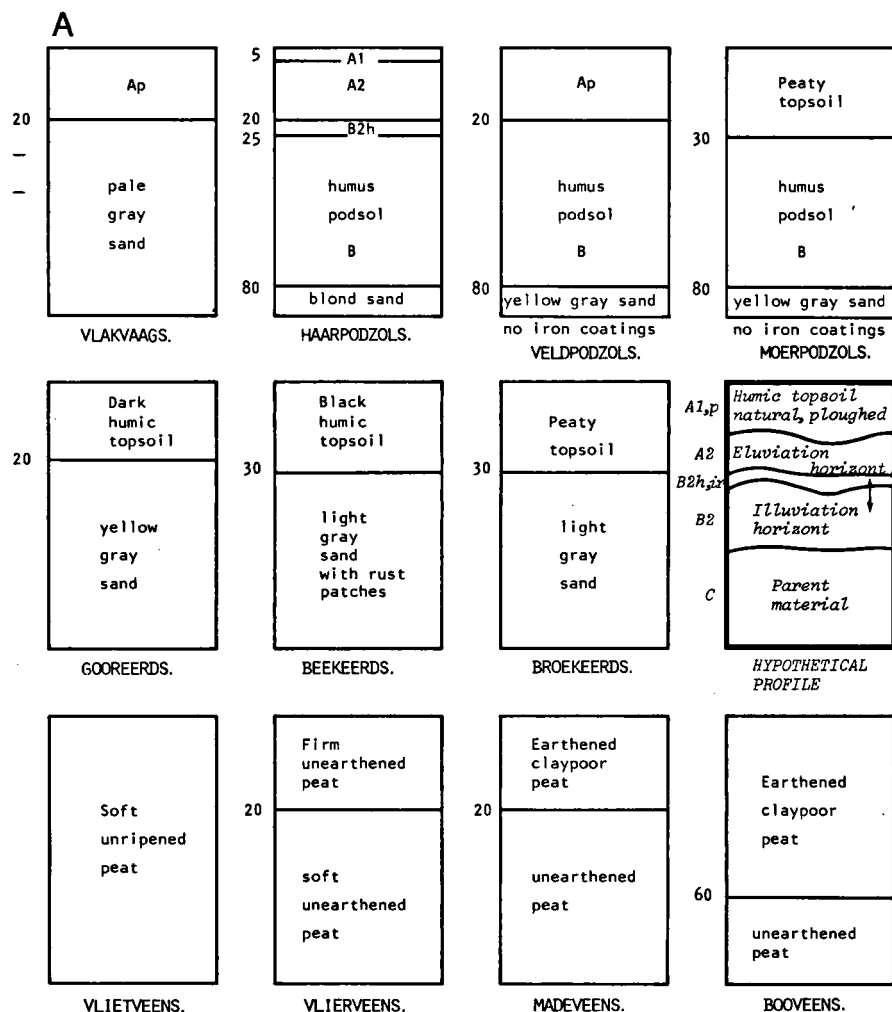 A
Ap
20
pale
gray
sand
VLAKVAAGS.
5
A1
A2
20
B2h
25
humus
podsol
B
80
blond sand
HAARPODZOLS.
Ap
20
humus
podsol
B
80
yellow gray sand
no iron coatings
VELDPODZOLS.
Peaty
topsoil
30
humus
podsol
B
80
yellow gray sand
no iron coatings
MOERPODZOLS.
Dark
humic
topsoil
20
yellow
gray
sand
GOOREERDS.
Black
humic
topsoil
30
light
gray
sand
with rust
patches
BEEKEERDS.
Peaty
topsoil
30
light
gray
sand
BROEKEERDS.
A1,p
Humic topsoil
natural, ploughed
A2
Eluviation
horizont
B2h,ir
B2
Illuviation
horizont
C
Parent
material
HYPOTHETICAL
PROFILE
Soft
unripened
peat
VLIETVEENS.
Firm
unearthened
peat
20
soft
unearthened
peat
VLIERVEENS.
Earthened
claypoor
peat
20
unearthened
peat
MADEVEENS.
Earthened
claypoor
peat
60
unearthened
peat
BOOVEENS.